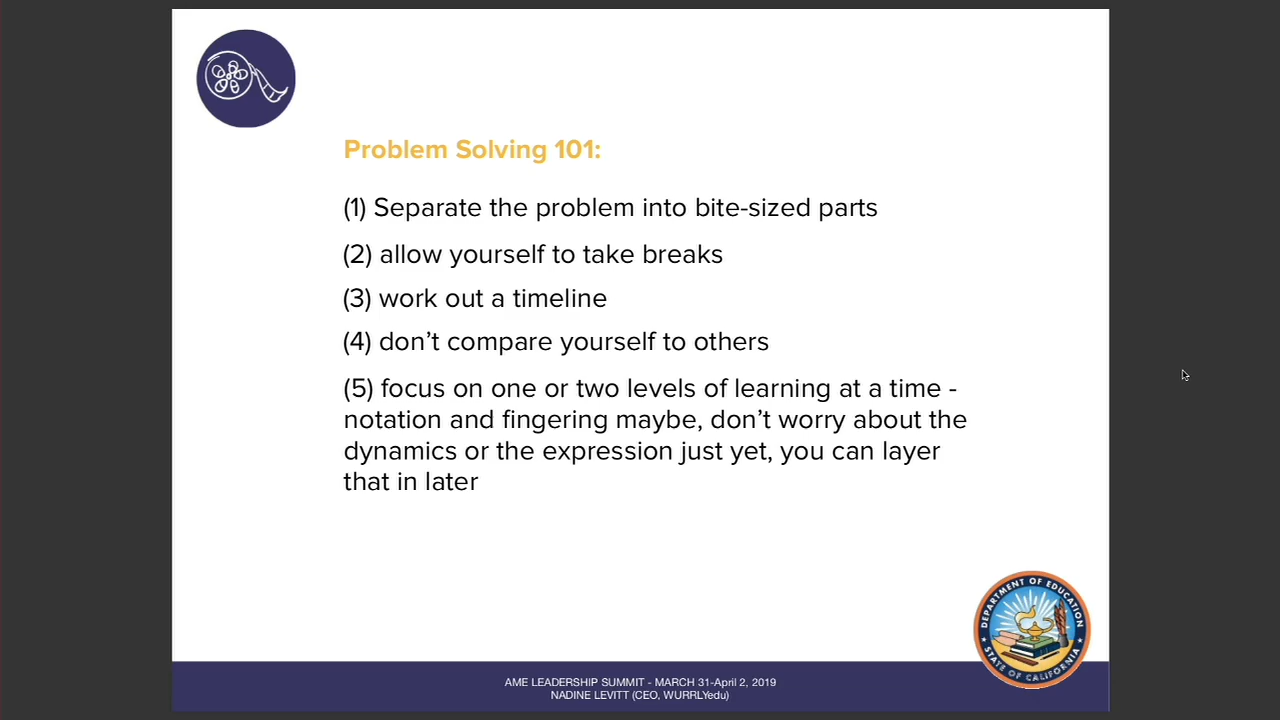 Problem Solving 101:
(1) Separate the problem into bite-sized parts
(2) allow yourself to take breaks
(3) work out a timeline
(4) don’t compare yourself to others
(5) focus on one or two levels of learning at a time -
notation and fingering maybe, don’t worry about the
dynamics or the expression just yet, you can layer
that in later
DEPARTMENT OF EDUCATION
STATE OF CALIFORNIA
AME LEADERSHIP SUMMIT - MARCH 31-April 2, 2019
NADINE LEVITT (CEO, WURRLYedu)